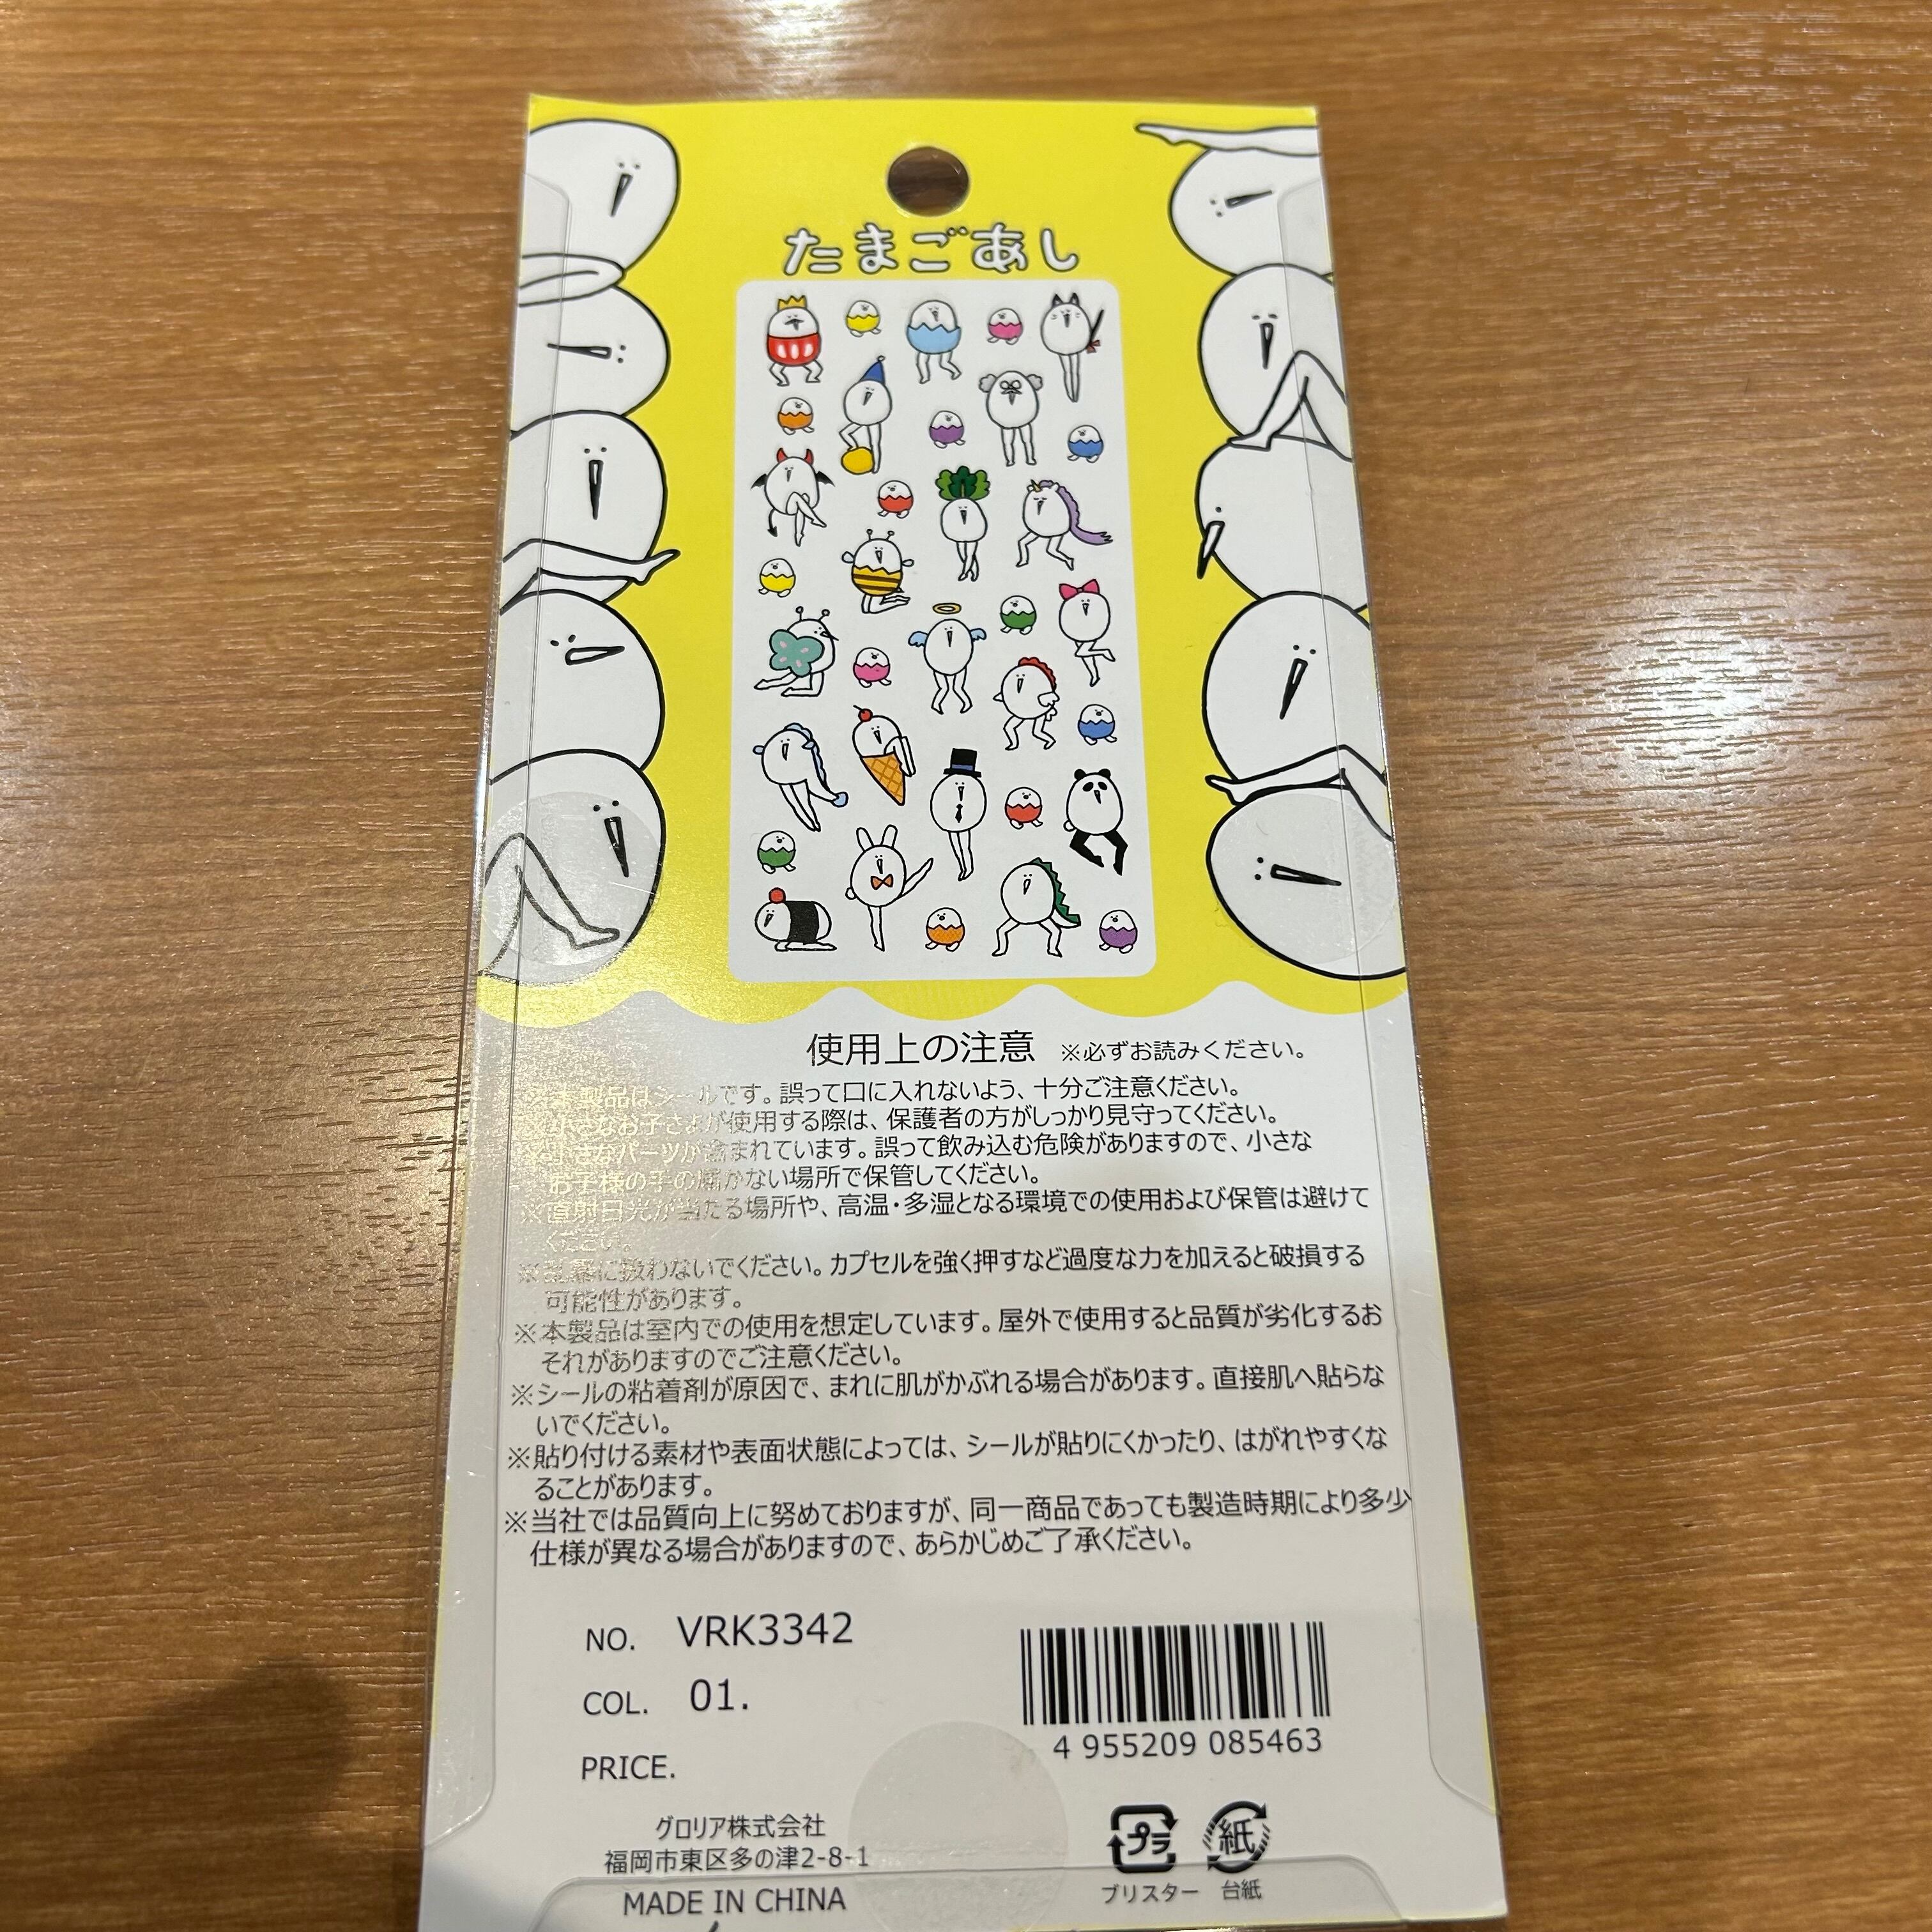 たまごあし
使用上の注意 ※必ずお読みください。
※本製品はシールです。誤って口に入れないよう、十分ご注意ください。
※小さなお子さまが使用する際は、保護者の方がしっかり見守ってください。
※小さなパーツが含まれています。誤って飲み込む危険がありますので、小さな
お子様の手の届かない場所で保管してください。
※直射日光が当たる場所や、高温・多湿となる環境での使用および保管は避けて
ください。
※乱暴に扱わないでください。カプセルを強く押すなど過度な力を加えると破損する
可能性があります。
※本製品は室内での使用を想定しています。屋外で使用すると品質が劣化するお
それがありますのでご注意ください。
※シールの粘着剤が原因で、まれに肌がかぶれる場合があります。直接肌へ貼らな
いでください。
※貼り付ける素材や表面状態によっては、シールが貼りにくかったり、はがれやすくな
ることがあります。
※当社では品質向上に努めておりますが、同一商品であっても製造時期により多少
仕様が異なる場合がありますので、あらかじめご了承ください。
NO. VRK3342
COL. 01.
PRICE.
4 955209 085463
グロリア株式会社
福岡市東区多の津2-8-1
MADE IN CHINA
プラ
ブリスター
紙
台紙